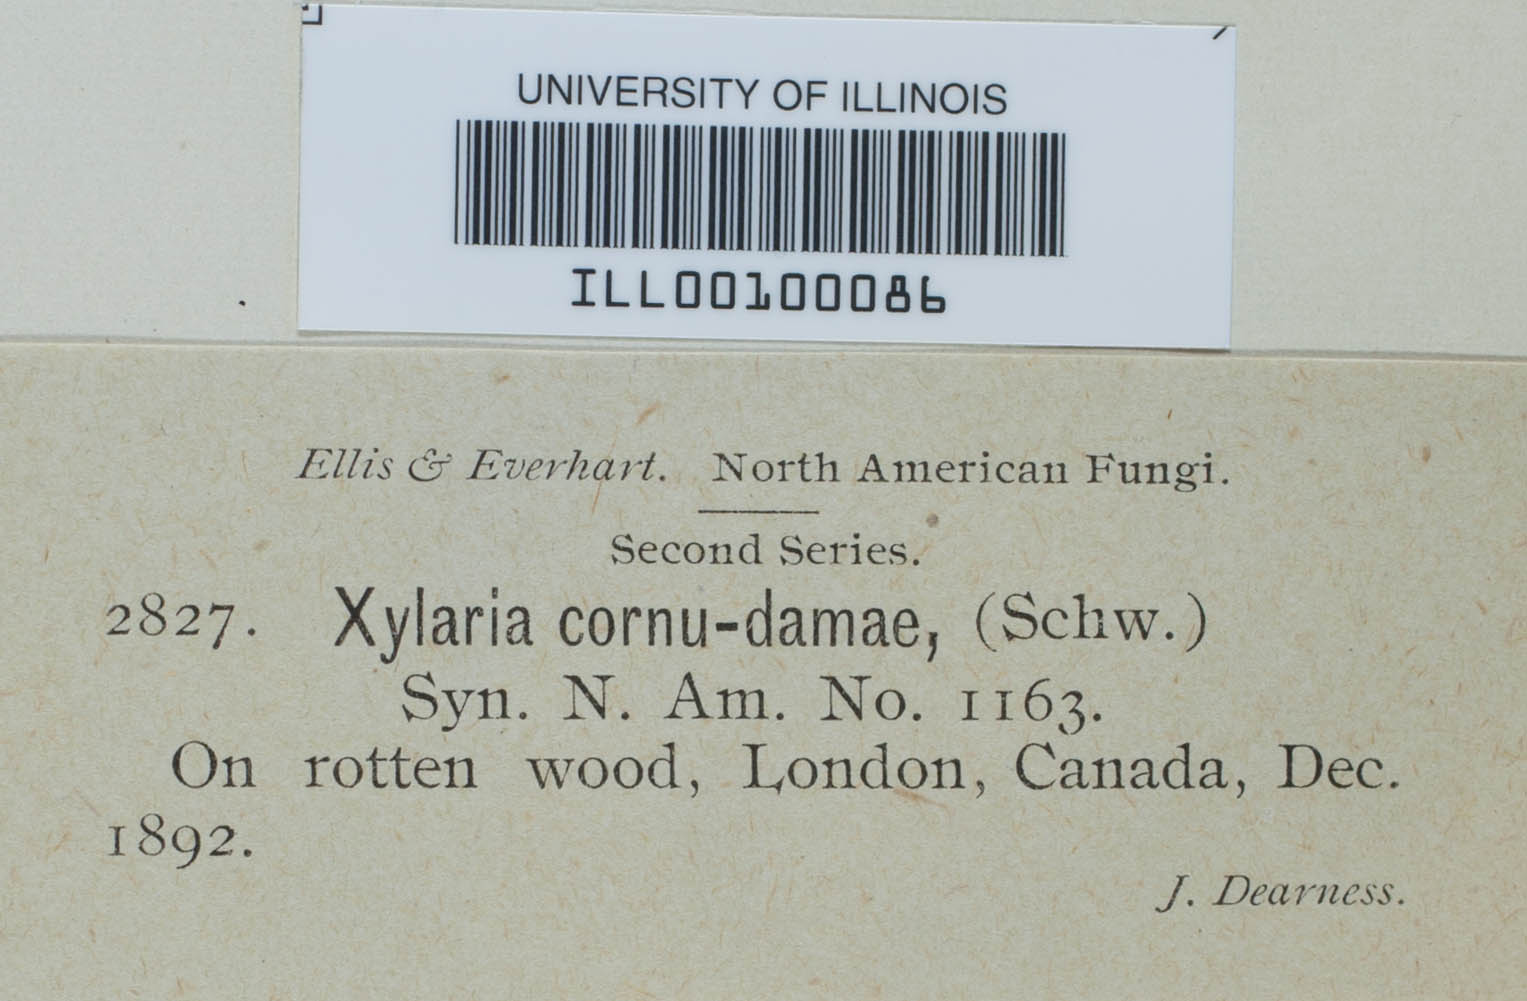 UNIVERSITY OF ILLINOIS
ILL00100086
Ellis & Everhart. North American Fungi.
Second Series.
2827. Xylaria cornu-damae, (Schw.)
Syn. N. Am. No. 1163.
On rotten wood, London, Canada, Dec.
1892.
J. Dearness.